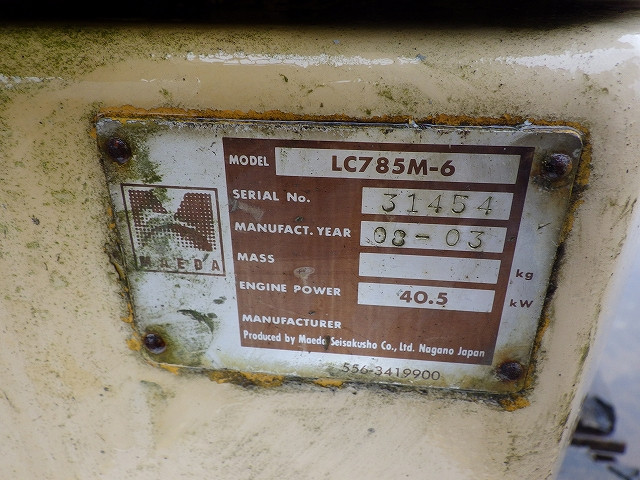 MODEL LC785M-6
SERIAL No. 31454
MANUFACT. YEAR 08-03
MASS kg
ENGINE POWER 40.5 kW
MAEDA
MANUFACTURER
Produced by Maeda Seisakusho Co., Ltd. Nagano Japan
556-3419900